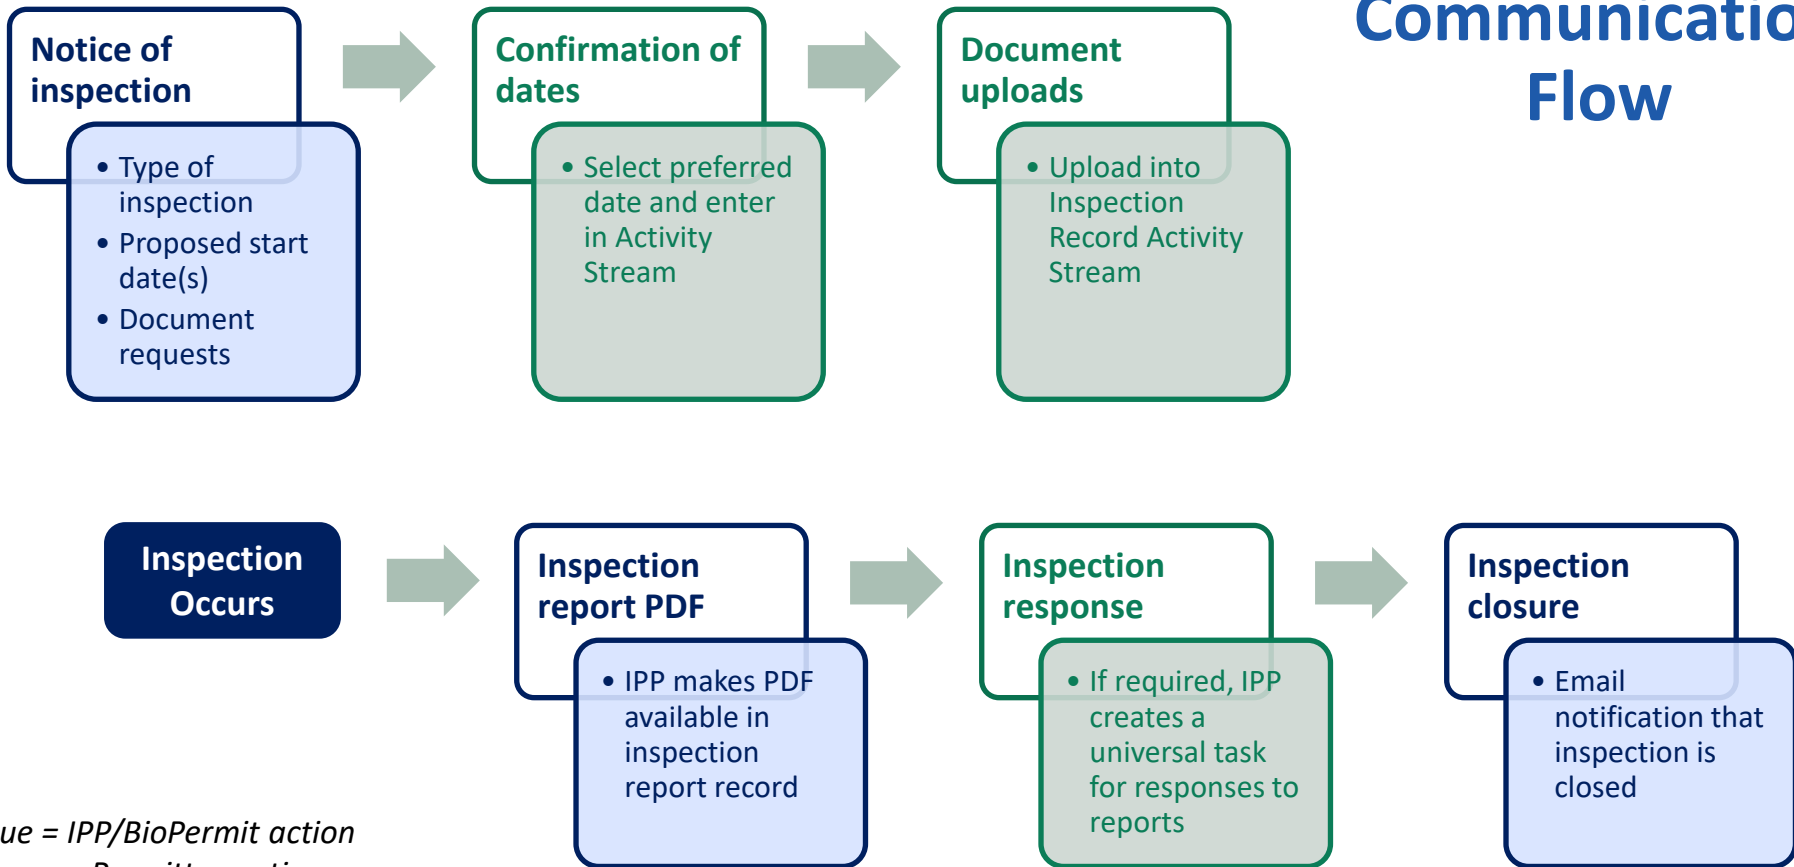 Communicatio
Flow
Notice of
inspection
• Type of
inspection
• Proposed start
date(s)
• Document
requests
Confirmation of
dates
• Select preferred
date and enter
in Activity
Stream
Document
uploads
• Upload into
Inspection
Record Activity
Stream
Inspection
Occurs
Inspection
report PDF
• IPP makes PDF
available in
inspection
report record
Inspection
response
• If required, IPP
creates a
universal task
for responses to
reports
Inspection
closure
• Email
notification that
inspection is
closed
ue = IPP/BioPermit action